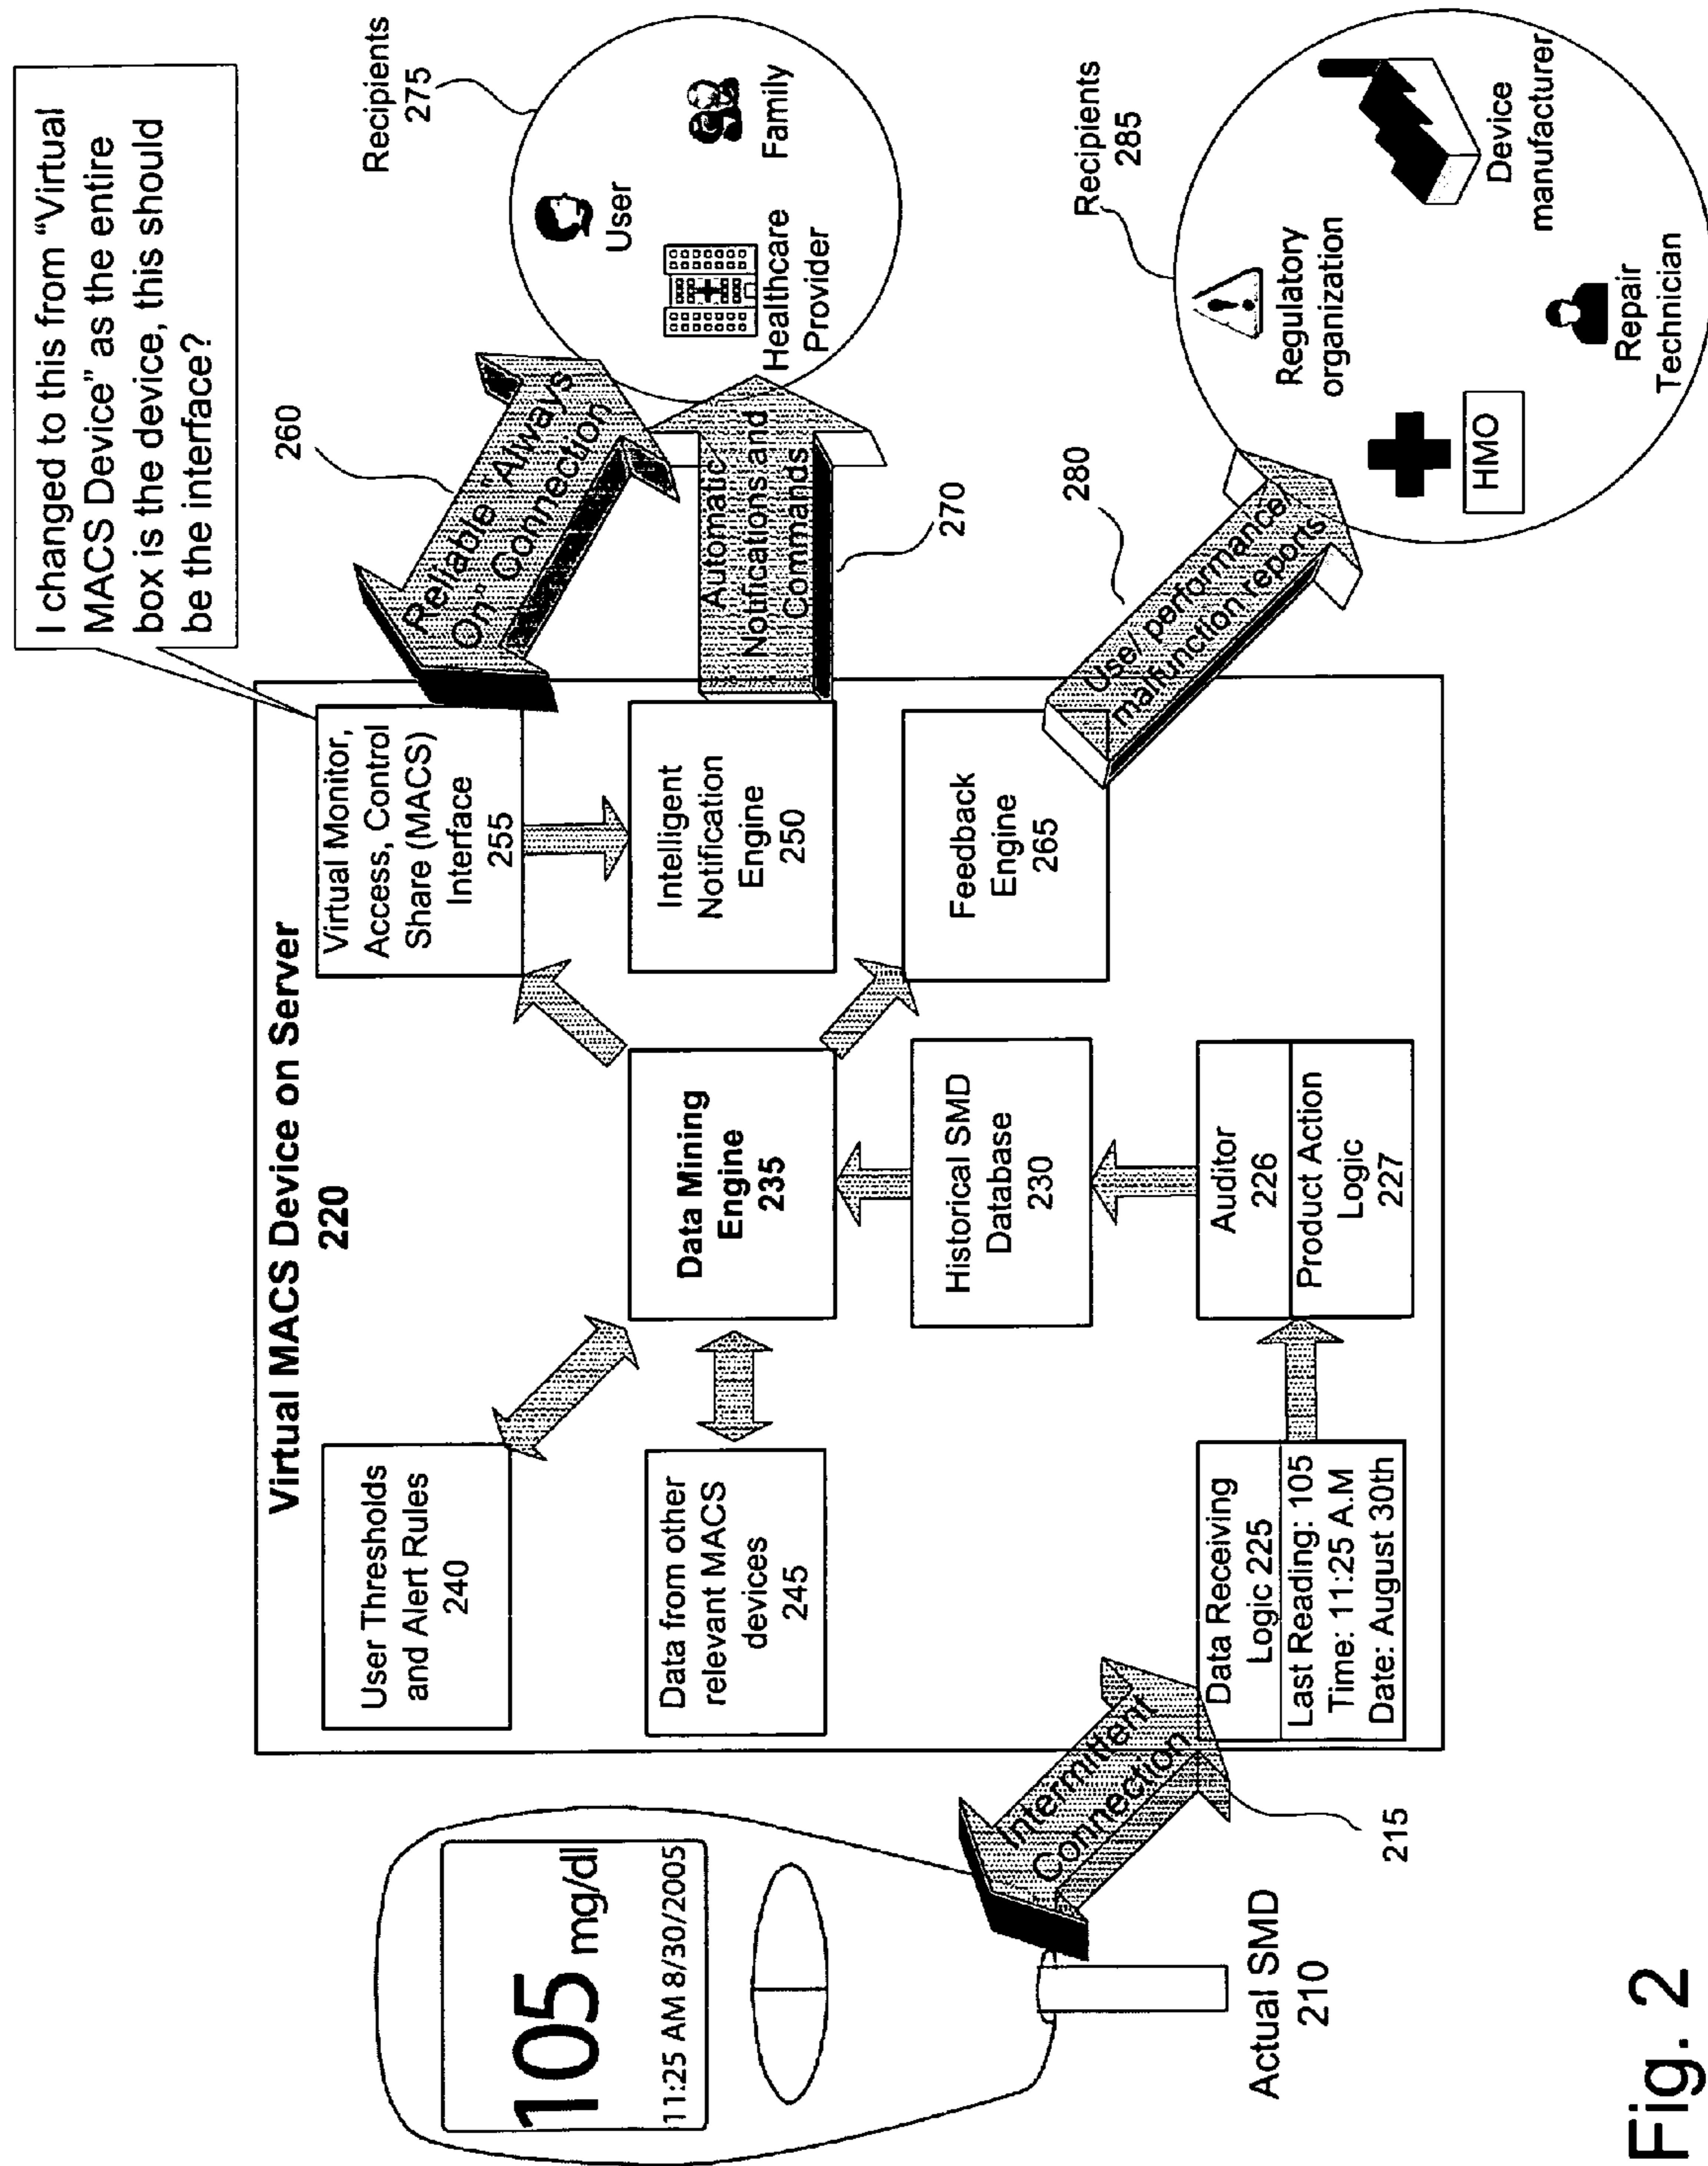 I changed to this from “Virtual
MACS Device” as the entire
box is the device, this should
be the interface?
Virtual MACS Device on Server
220
105 mg/dl
11:25 AM 8/30/2005
Actual SMD
210
Intermittent
Connection
215
User Thresholds
and Alert Rules
240
Data from other
relevant MACS
devices
245
Data Receiving
Logic 225
Last Reading: 105
Time: 11:25 A.M
Date: August 30th
Data Mining
Engine
235
Historical SMD
Database
230
Auditor
226
Product Action
Logic
227
Virtual Monitor,
Access, Control
Share (MACS)
Interface
255
Intelligent
Notification
Engine
250
Feedback
Engine
265
260
Reliable “Always
On” Connection
Automatic
Notifications and
Commands
270
280
Use/ performance
malfunction reports
Recipients
275
User
Healthcare
Provider
Family
Recipients
285
Regulatory
organization
Device
manufacturer
HMO
Repair
Technician
Fig. 2